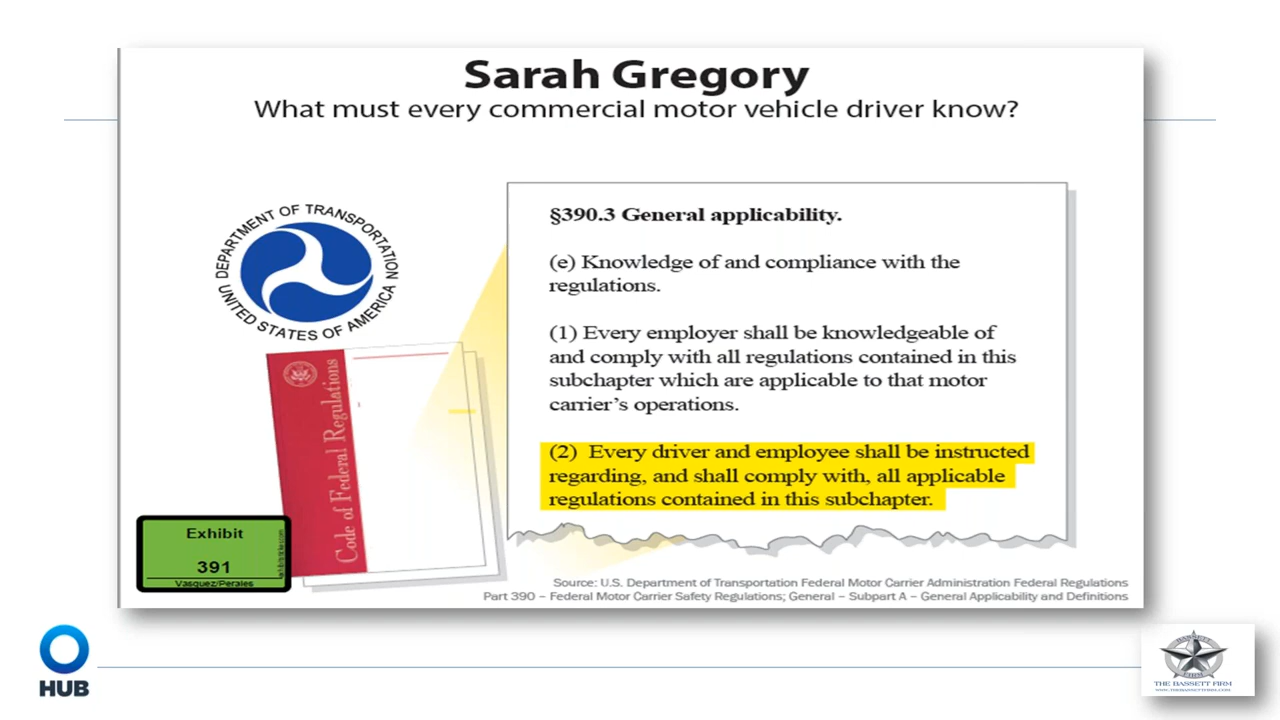 Sarah Gregory
What must every commercial motor vehicle driver know?
DEPARTMENT OF TRANSPORTATION
UNITED STATES OF AMERICA
§390.3 General applicability.
(e) Knowledge of and compliance with the
regulations.
(1) Every employer shall be knowledgeable of
and comply with all regulations contained in this
subchapter which are applicable to that motor
carrier's operations.
(2) Every driver and employee shall be instructed
regarding, and shall comply with, all applicable
regulations contained in this subchapter.
Code of Federal Regulations
Exhibit
391
Vasquez/Perales
Source: U.S. Department of Transportation Federal Motor Carrier Administration Federal Regulations
Part 390 – Federal Motor Carrier Safety Regulations; General – Subpart A – General Applicability and Definitions
HUB
BASSETT
FIRM
THE BASSETT FIRM
WWW.THEBASSETTFIRM.COM